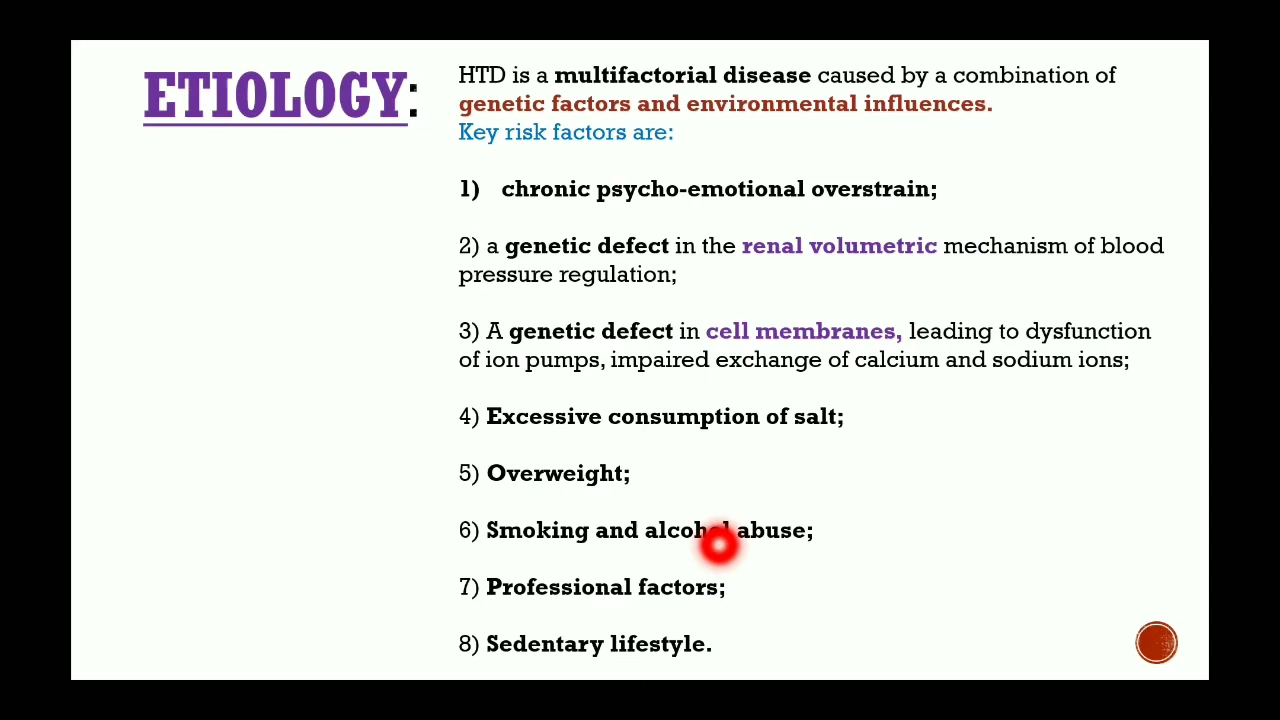 ETIOLOGY:
HTD is a multifactorial disease caused by a combination of
genetic factors and environmental influences.
Key risk factors are:
1) chronic psycho-emotional overstrain;
2) a genetic defect in the renal volumetric mechanism of blood
pressure regulation;
3) A genetic defect in cell membranes, leading to dysfunction
of ion pumps, impaired exchange of calcium and sodium ions;
4) Excessive consumption of salt;
5) Overweight;
6) Smoking and alcohol abuse;
7) Professional factors;
8) Sedentary lifestyle.